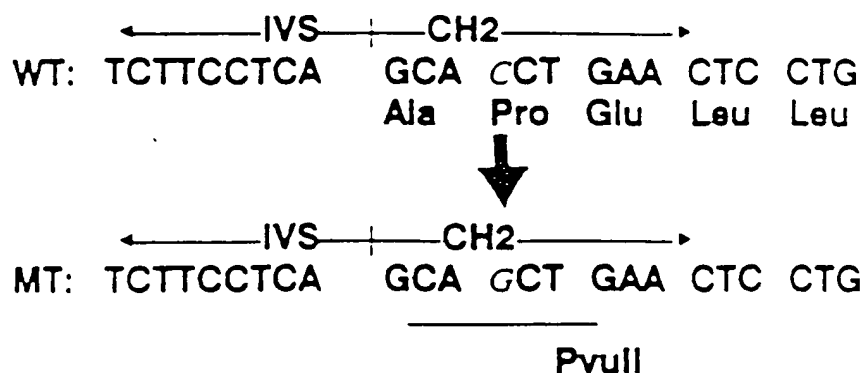 IVS CH2
WT: TCTTCCTCA GCA CCT GAA CTC CTG
Ala Pro Glu Leu Leu
IVS CH2
MT: TCTTCCTCA GCA GCT GAA CTC CTG
PvuII